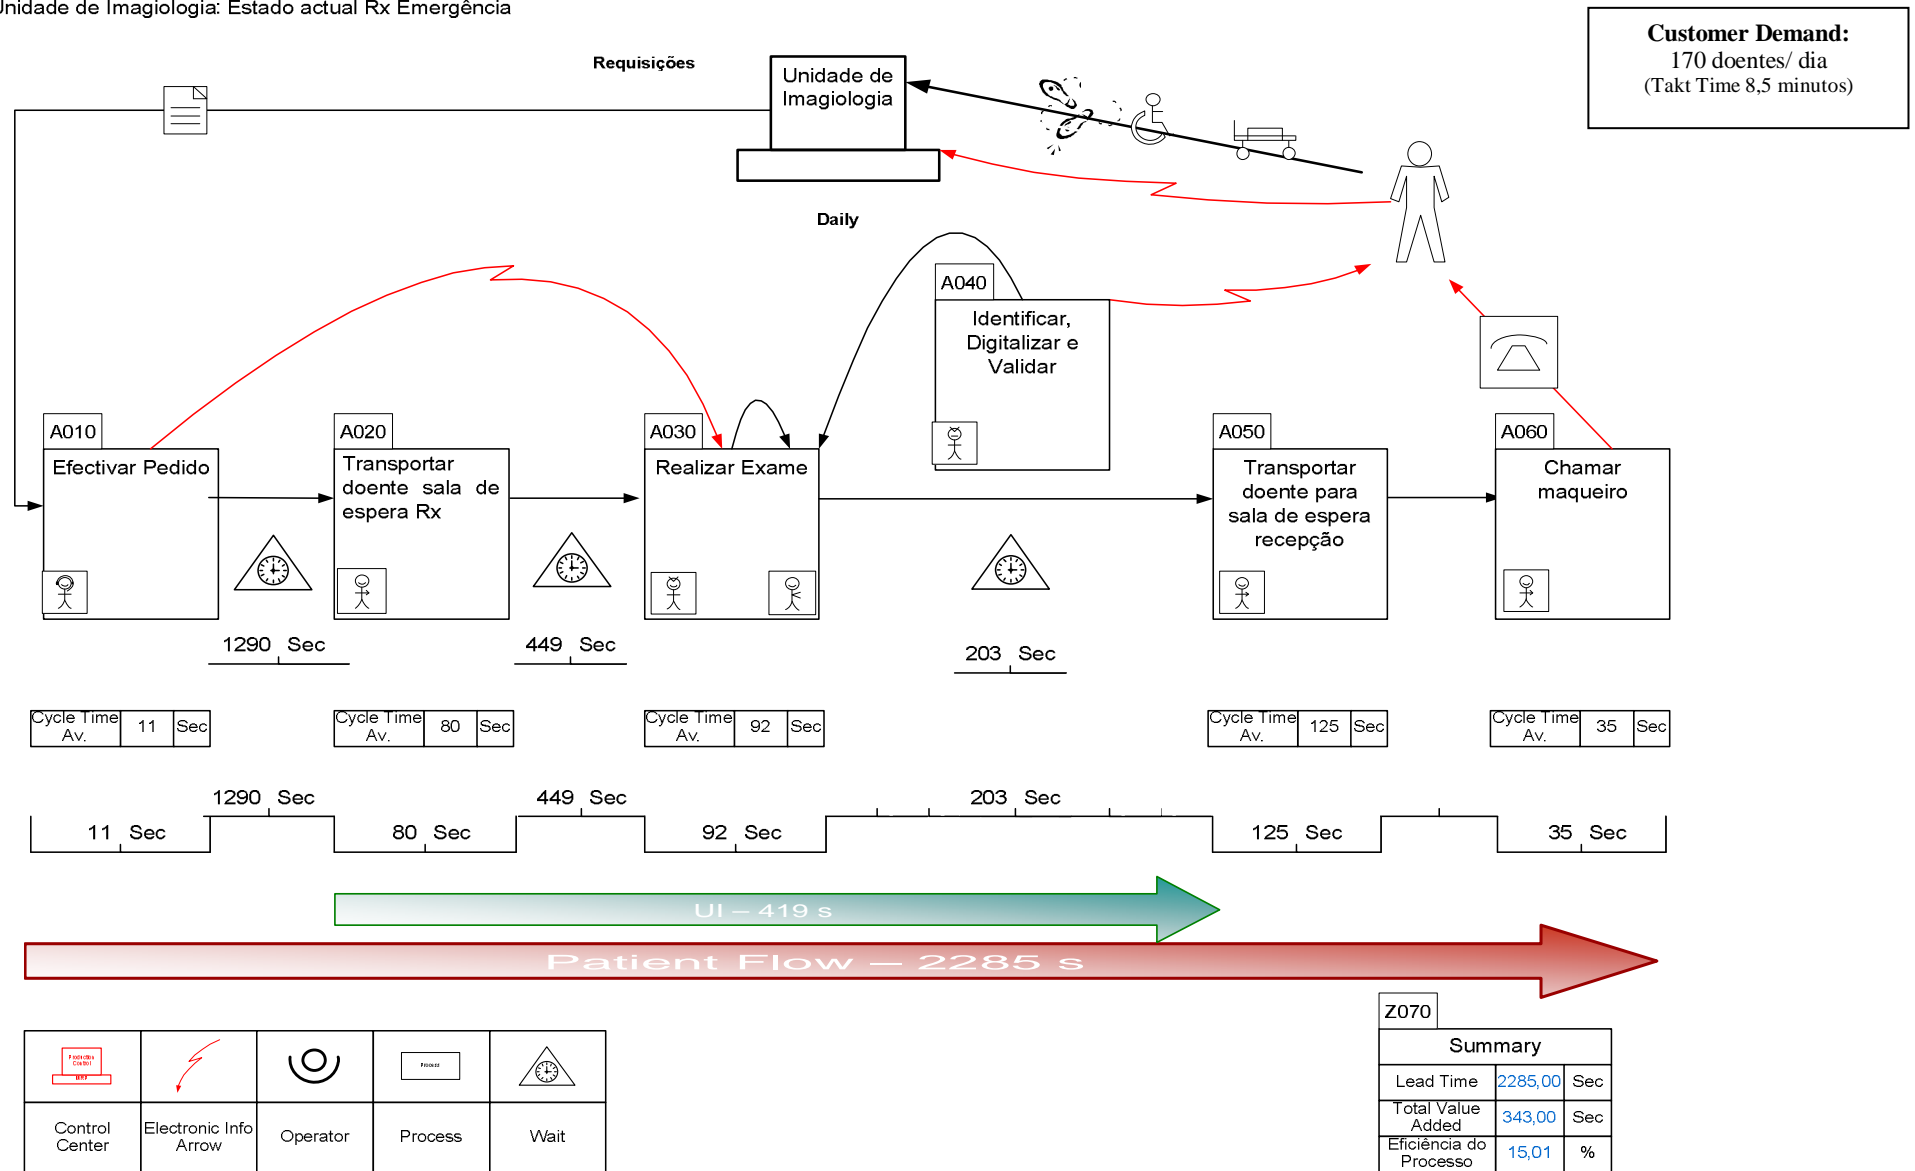 Unidade de Imagiologia: Estado actual Rx Emergência
Customer Demand:
170 doentes/ dia
(Takt Time 8,5 minutos)
Requisições
Unidade de
Imagiologia
Daily
A040
Identificar,
Digitalizar e
Validar
A010
Efectivar Pedido
A020
Transportar
doente sala de
espera Rx
A030
Realizar Exame
A050
Transportar
doente para
sala de espera
recepção
A060
Chamar
maqueiro
1290 Sec
449 Sec
203 Sec
Cycle Time
Av.
11
Sec
Cycle Time
Av.
80
Sec
Cycle Time
Av.
92
Sec
Cycle Time
Av.
125
Sec
Cycle Time
Av.
35
Sec
1290 Sec
449 Sec
203 Sec
11 Sec
80 Sec
92 Sec
125 Sec
35 Sec
UI – 419 s
Patient Flow – 2285 s
Z070
Summary
Lead Time
2285,00
Sec
Total Value
Added
343,00
Sec
Eficiência do
Processo
15,01
%
Production
Control
MRP
Process
Control
Center
Electronic Info
Arrow
Operator
Process
Wait